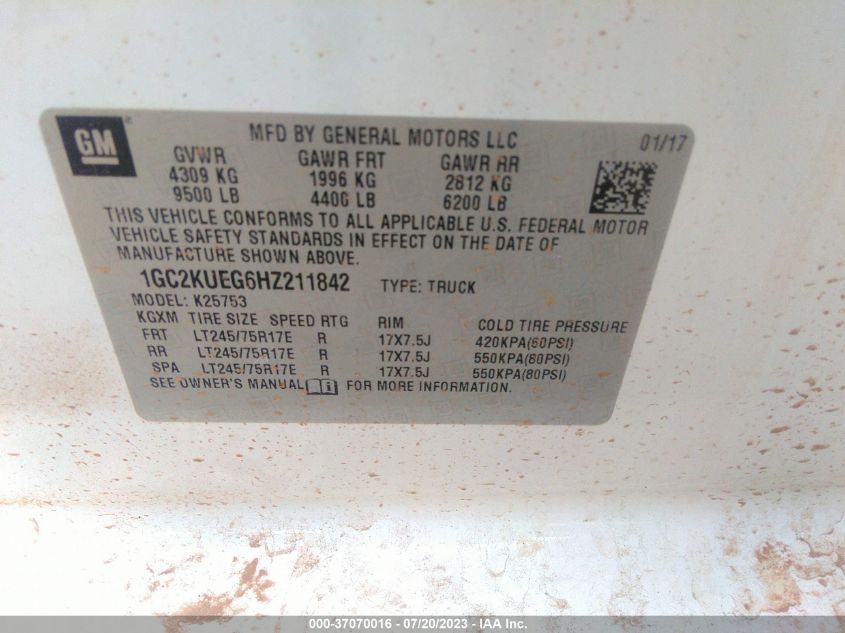 GM
MFD BY GENERAL MOTORS LLC 01/17
GVWR GAWR FRT GAWR RR
4309 KG 1996 KG 2812 KG
9500 LB 4400 LB 6200 LB
THIS VEHICLE CONFORMS TO ALL APPLICABLE U.S. FEDERAL MOTOR
VEHICLE SAFETY STANDARDS IN EFFECT ON THE DATE OF
MANUFACTURE SHOWN ABOVE.
1GC2KUEG6HZ211842 TYPE: TRUCK
MODEL: K25753
KGXM TIRE SIZE SPEED RTG RIM COLD TIRE PRESSURE
FRT LT245/75R17E R 17X7.5J 420KPA(60PSI)
RR LT245/75R17E R 17X7.5J 550KPA(80PSI)
SPA LT245/75R17E R 17X7.5J 550KPA(80PSI)
SEE OWNER'S MANUAL FOR MORE INFORMATION.
000-37070016 - 07/20/2023 - IAA Inc.